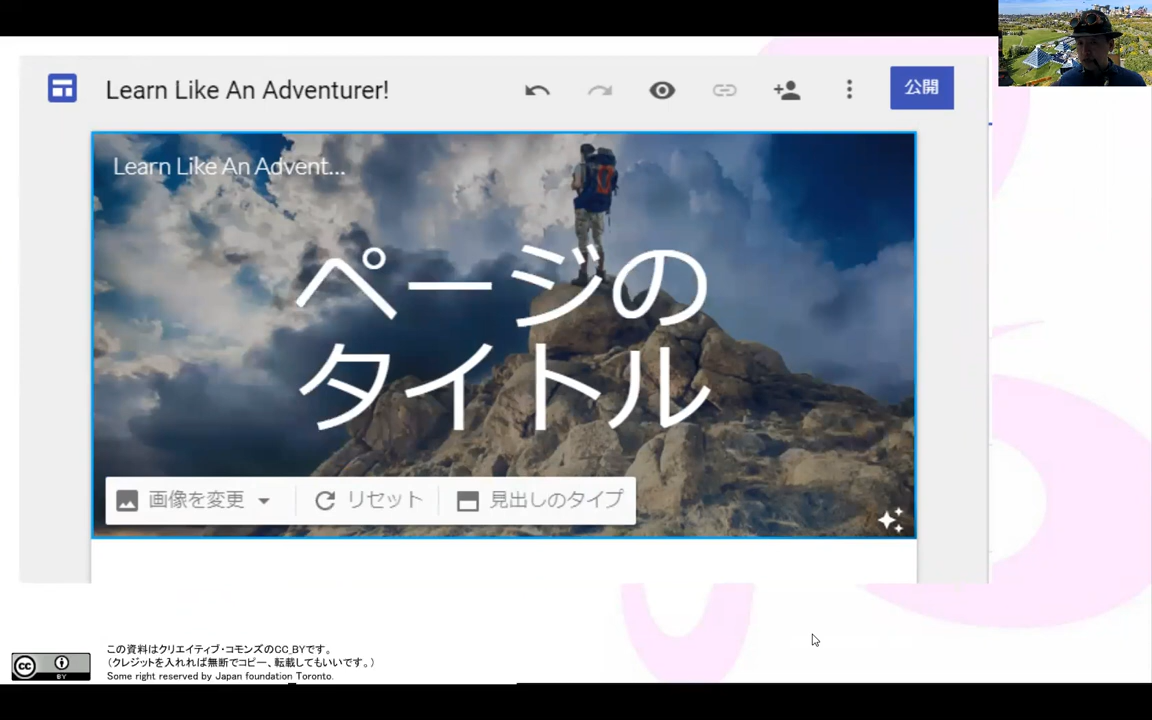 Learn Like An Adventurer!
公開
Learn Like An Advent...
ページの
タイトル
画像を変更
リセット
見出しのタイプ
この資料はクリエイティブ・コモンズのCC_BYです。
(クレジットを入れれば無断でコピー、転載してもいいです。)
Some right reserved by Japan foundation Toronto.
cc
BY